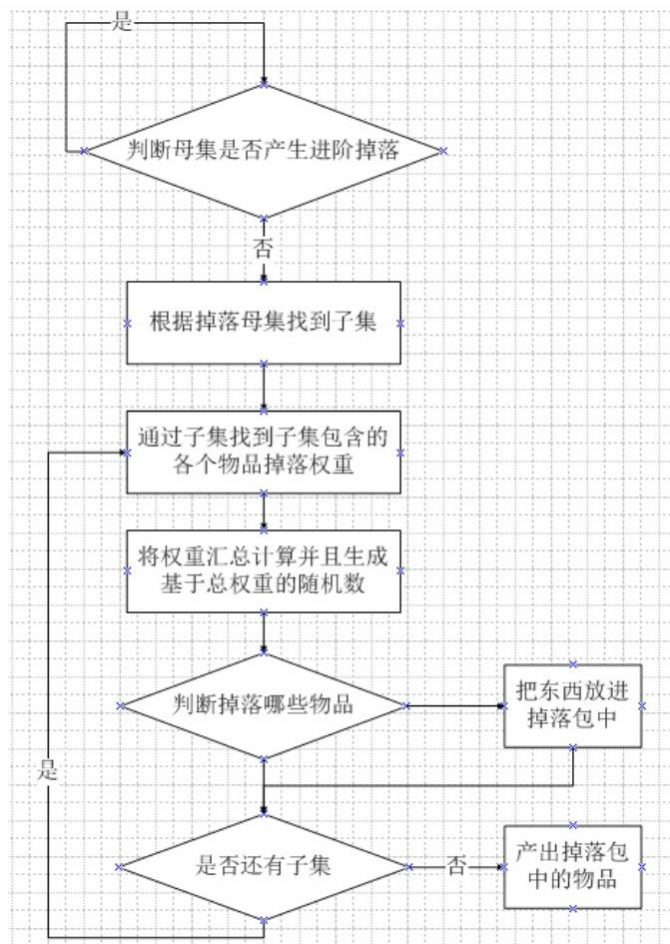 是
判断母集是否产生进阶掉落
否
根据掉落母集找到子集
通过子集找到子集包含的
各个物品掉落权重
将权重汇总计算并且生成
基于总权重的随机数
判断掉落哪些物品
把东西放进
掉落包中
是
是否还有子集
否
产出掉落包
中的物品